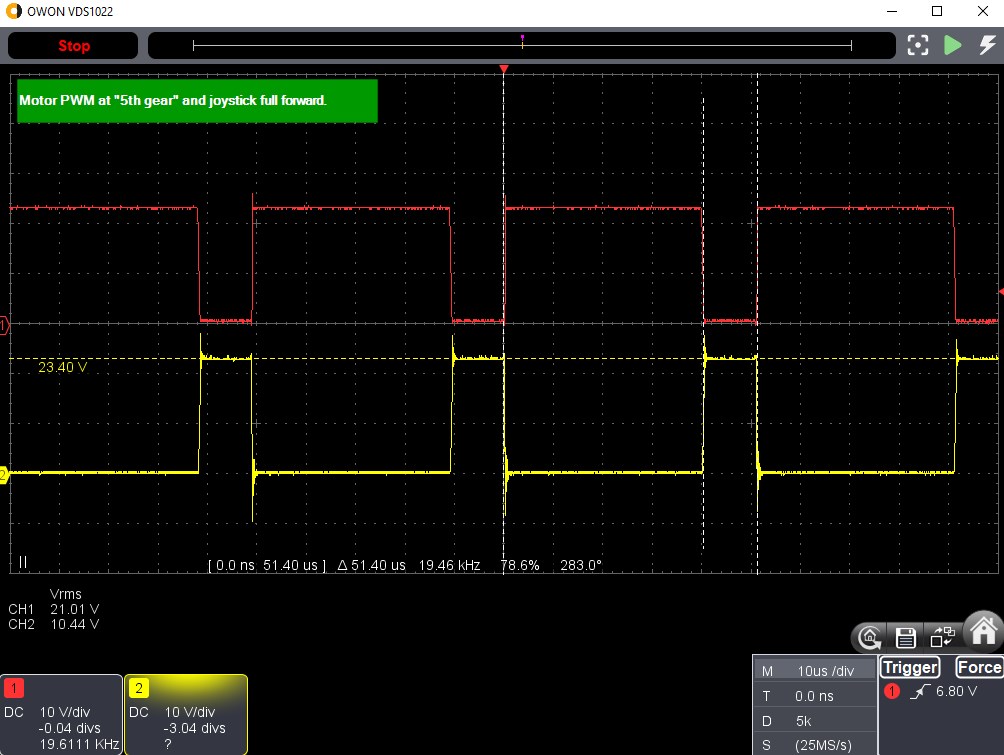 OWON VDS1022
Stop
Motor PWM at "5th gear" and joystick full forward.
1
23.40 V
2
II
[ 0.0 ns 51.40 us ] Δ 51.40 us 19.46 kHz 78.6% 283.0°
Vrms
CH1 21.01 V
CH2 10.44 V
1
DC 10 V/div
-0.04 divs
19.6111 KHz
2
DC 10 V/div
-3.04 divs
?
M 10us /div
T 0.0 ns
D 5k
S (25MS/s)
Trigger Force
1 6.80 V